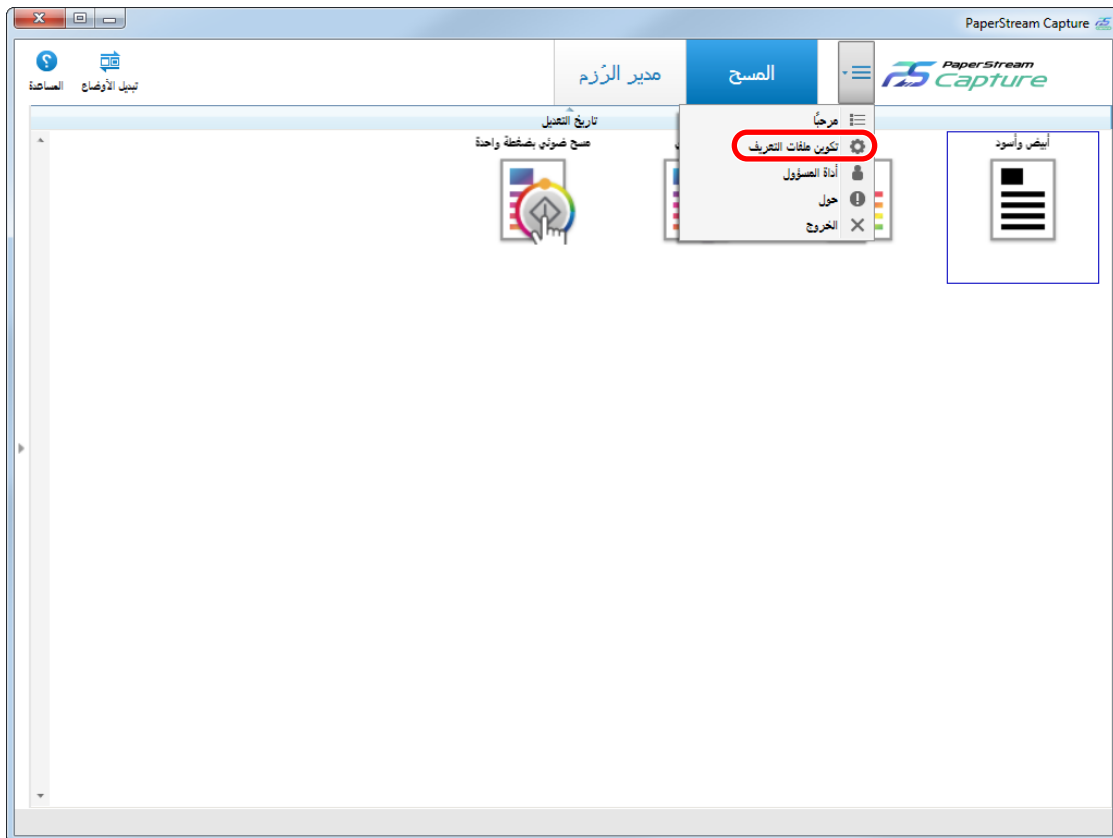 PaperStream Capture
PaperStream
Capture
المسح
مدير الرُزم
تبديل الأوضاع
المساعدة
مرحبًا
تكوين ملفات التعريف
أداة المسؤول
حول
الخروج
تاريخ التعديل
أبيض وأسود
مسح ضوئي بضغطة واحدة